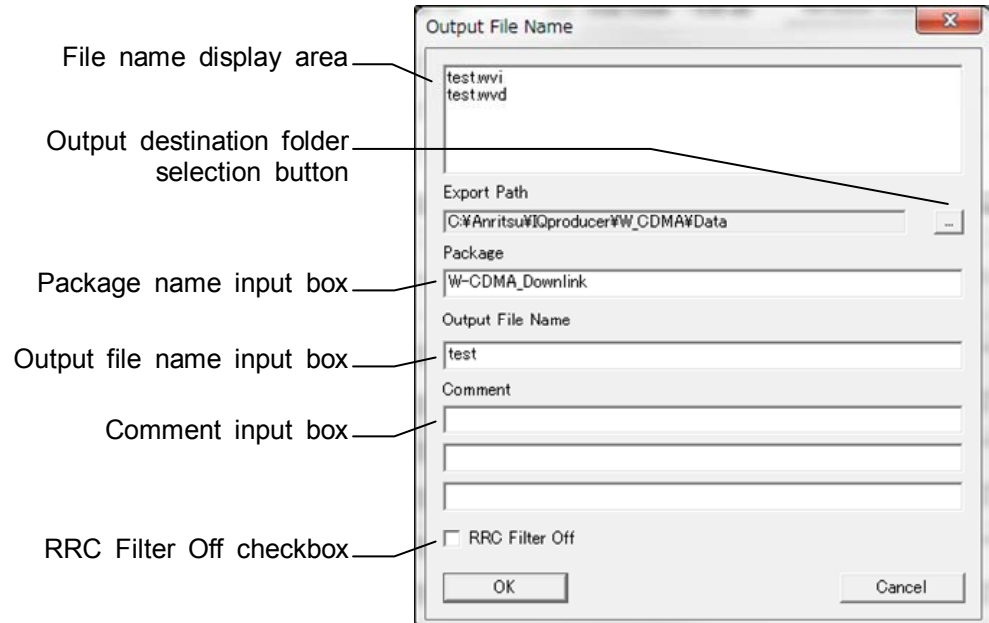 Output File Name
File name display area
test.wvi
test.wvd
Output destination folder
selection button
Export Path
C:¥Anritsu¥IQproducer¥W_CDMA¥Data
...
Package
Package name input box
W-CDMA_Downlink
Output File Name
Output file name input box
test
Comment
Comment input box
RRC Filter Off checkbox
RRC Filter Off
OK
Cancel